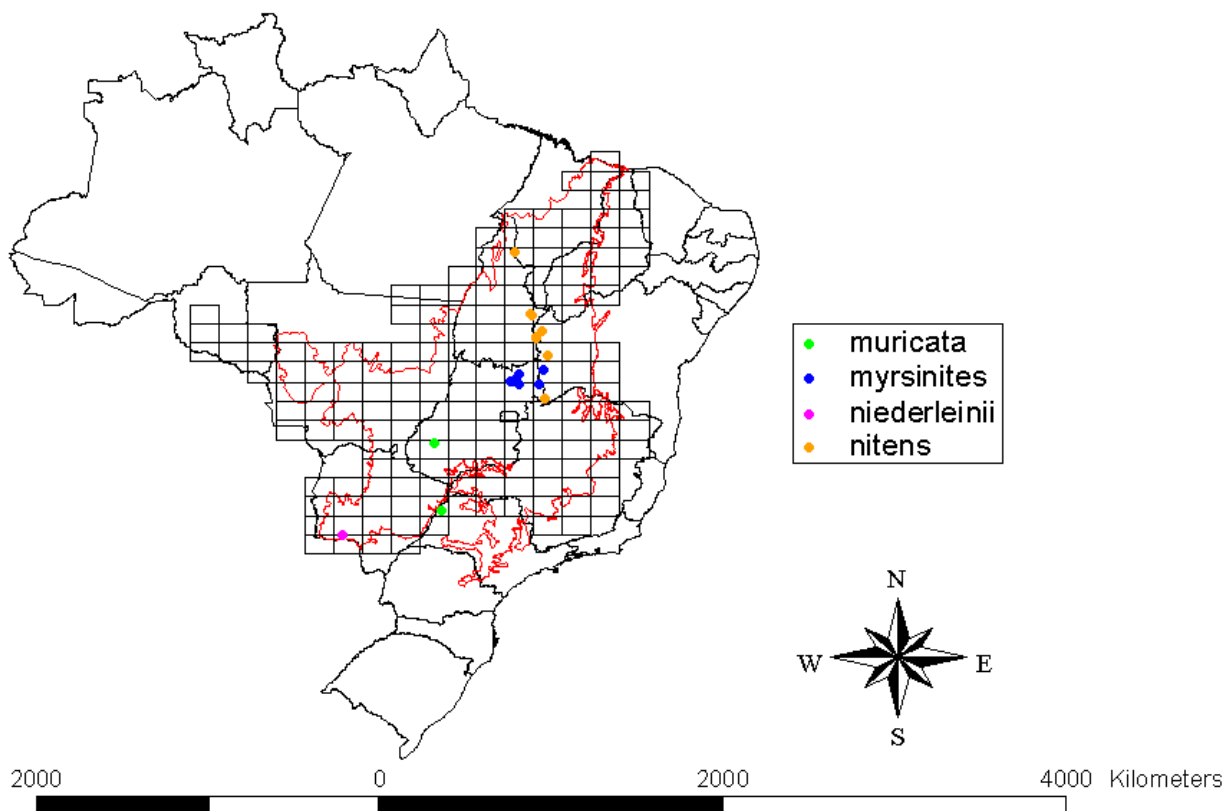 muricata
myrsinites
niederleinii
nitens
N
W E
S
2000 0 2000 4000 Kilometers